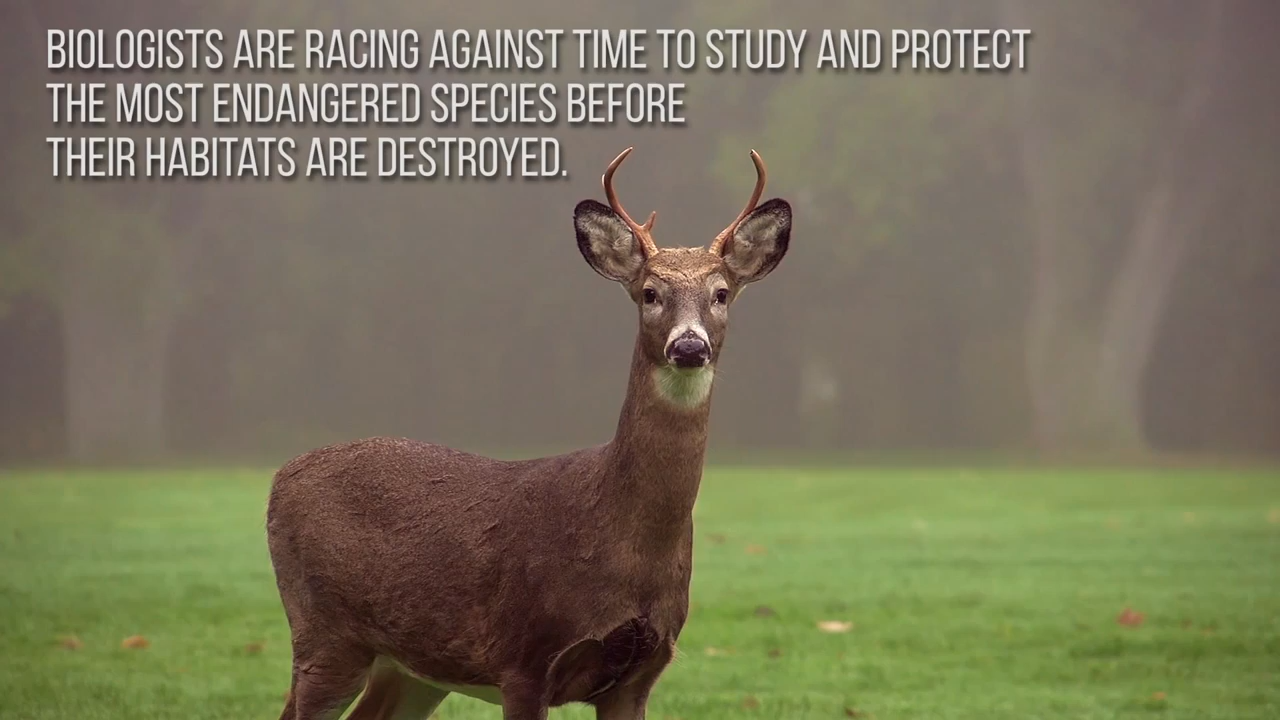 BIOLOGISTS ARE RACING AGAINST TIME TO STUDY AND PROTECT
THE MOST ENDANGERED SPECIES BEFORE
THEIR HABITATS ARE DESTROYED.